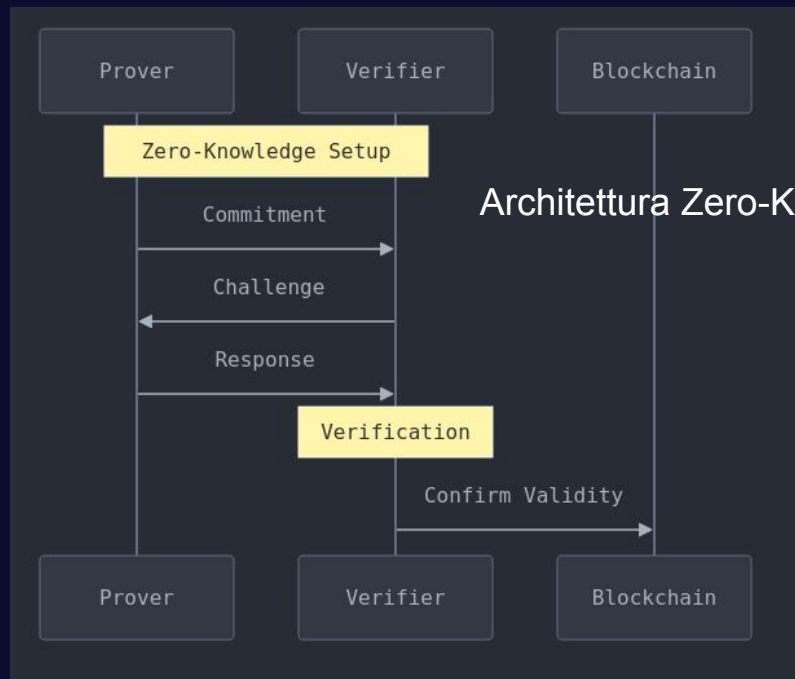 Prover Verifier Blockchain
Zero-Knowledge Setup
Architettura Zero-K
Commitment
Challenge
Response
Verification
Confirm Validity
Prover Verifier Blockchain